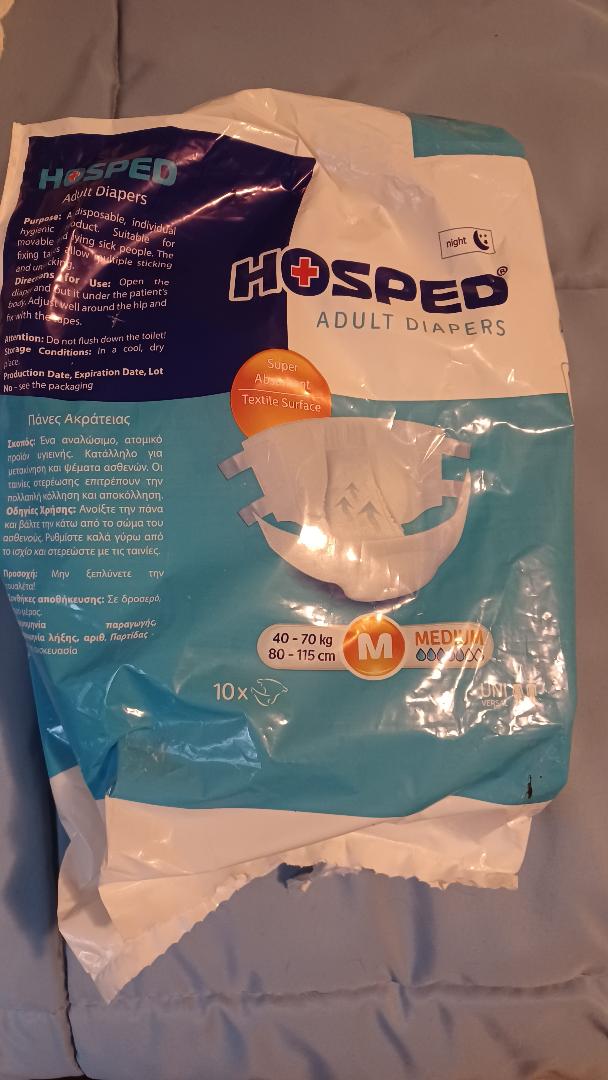 HOSPED
Adult Diapers
Purpose: A disposable, individual
hygienic product. Suitable for
movable lying sick people. The
fixing allow multiple sticking
and
Directions for Use: Open the
diaper and put it under the patient's
body. Adjust well around the hip and
fix with the tapes.
Attention: Do not flush down the toilet!
Storage Conditions: In a cool, dry
place.
Production Date, Expiration Date, Lot
No - see the packaging
night
HOSPED®
ADULT DIAPERS
Super
Absorbent
Textile Surface
Πάνες Ακράτειας
Σκοπός: Ένα αναλώσιμο, ατομικό
προϊόν υγιεινής. Κατάλληλο για
μετακίνηση και ψέματα ασθενών. Οι
ταινίες στερέωσης επιτρέπουν την
πολλαπλή κόλληση και αποκόλληση.
Οδηγίες Χρήσης: Ανοίξτε την πάνα
και βάλτε την κάτω από το σώμα του
ασθενούς. Ρυθμίστε καλά γύρω από
το ισχίο και στερεώστε με τις ταινίες.
Προσοχή: Μην ξεπλύνετε την
τουαλέτα!
αποθήκευσης: Σε δροσερό,
μέρος.
παραγωγής,
λήξης, αριθ. Παρτίδας -
40 - 70 kg
80 - 115 cm
M
MEDIUM
10x
UNI
VERSAL